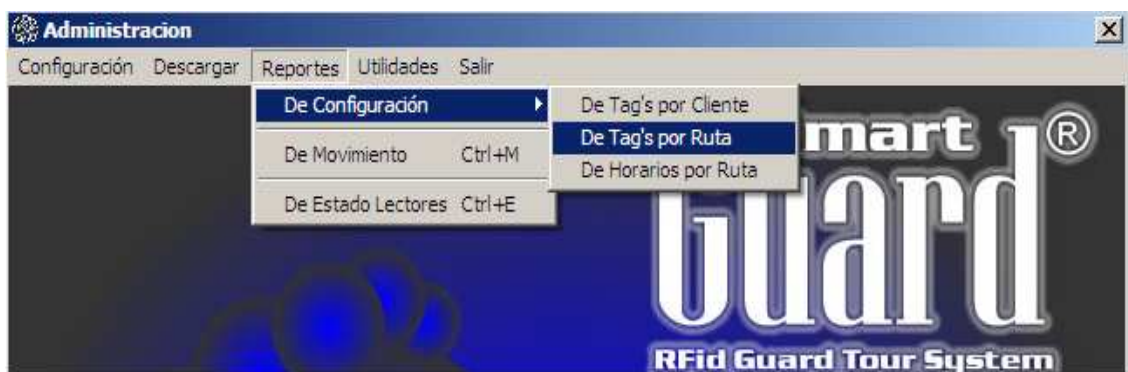 Administracion
Configuración Descargar Reportes Utilidades Salir
De Configuración
De Movimiento Ctrl+M
De Estado Lectores Ctrl+E
De Tag's por Cliente
De Tag's por Ruta
De Horarios por Ruta
mart ®
Guard
RFid Guard Tour System